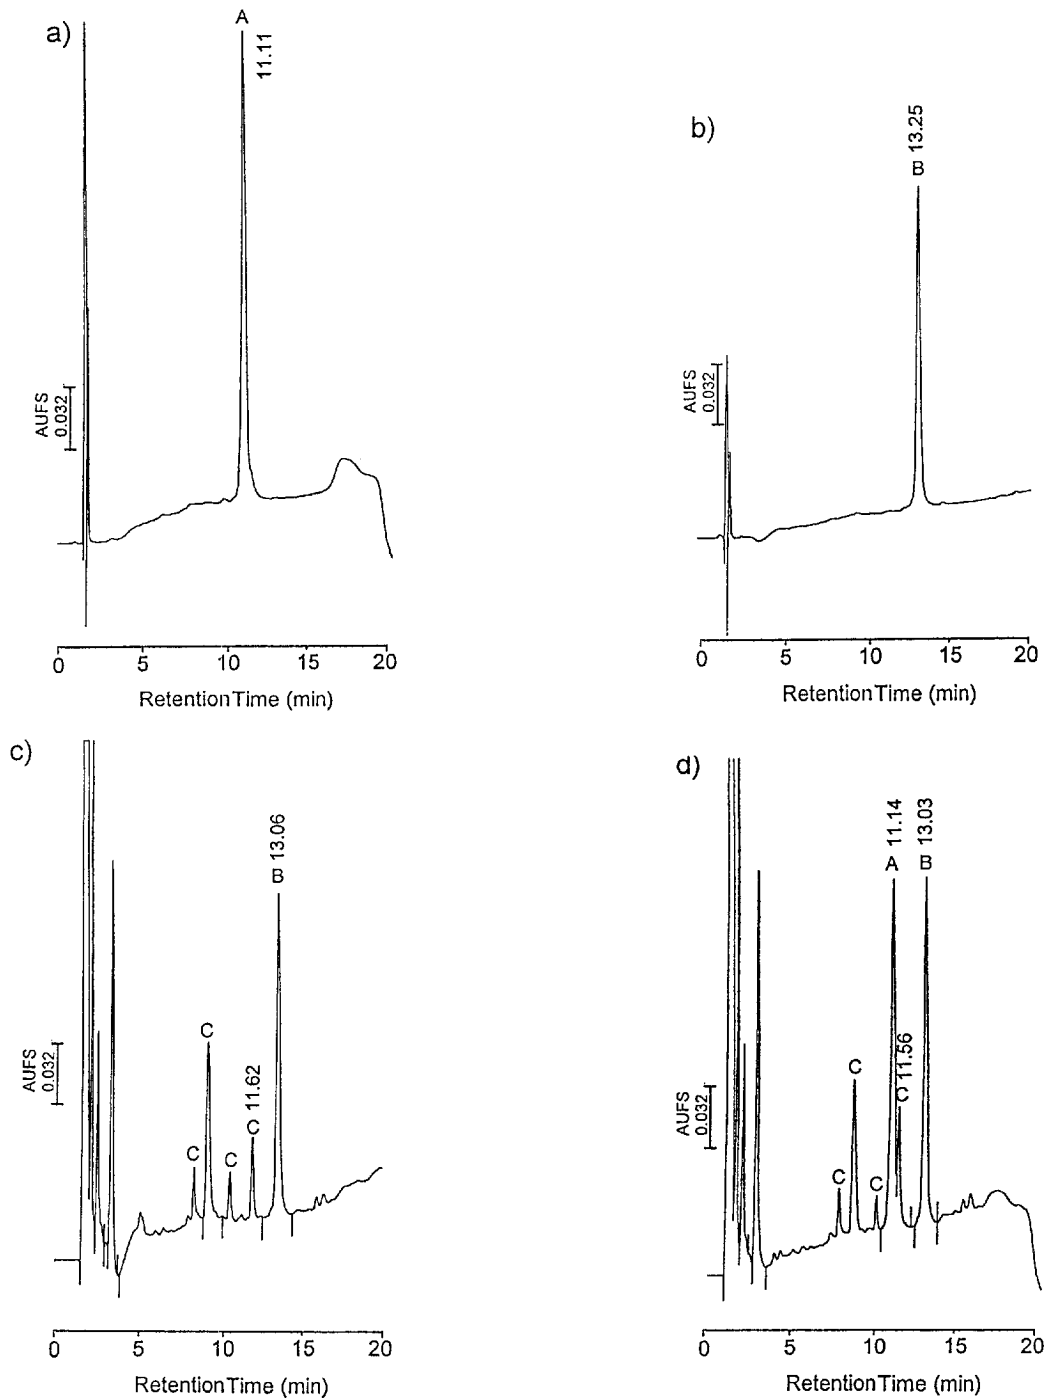 a)
A
11.11
AUFS
0.032
0 5 10 15 20
Retention Time (min)
b)
13.25
B
AUFS
0.032
0 5 10 15 20
Retention Time (min)
c)
13.06
B
C
11.62
C
C
C
AUFS
0.032
0 5 10 15 20
Retention Time (min)
d)
11.14
A
13.03
B
C
11.56
C
C
C
AUFS
0.032
0 5 10 15 20
Retention Time (min)